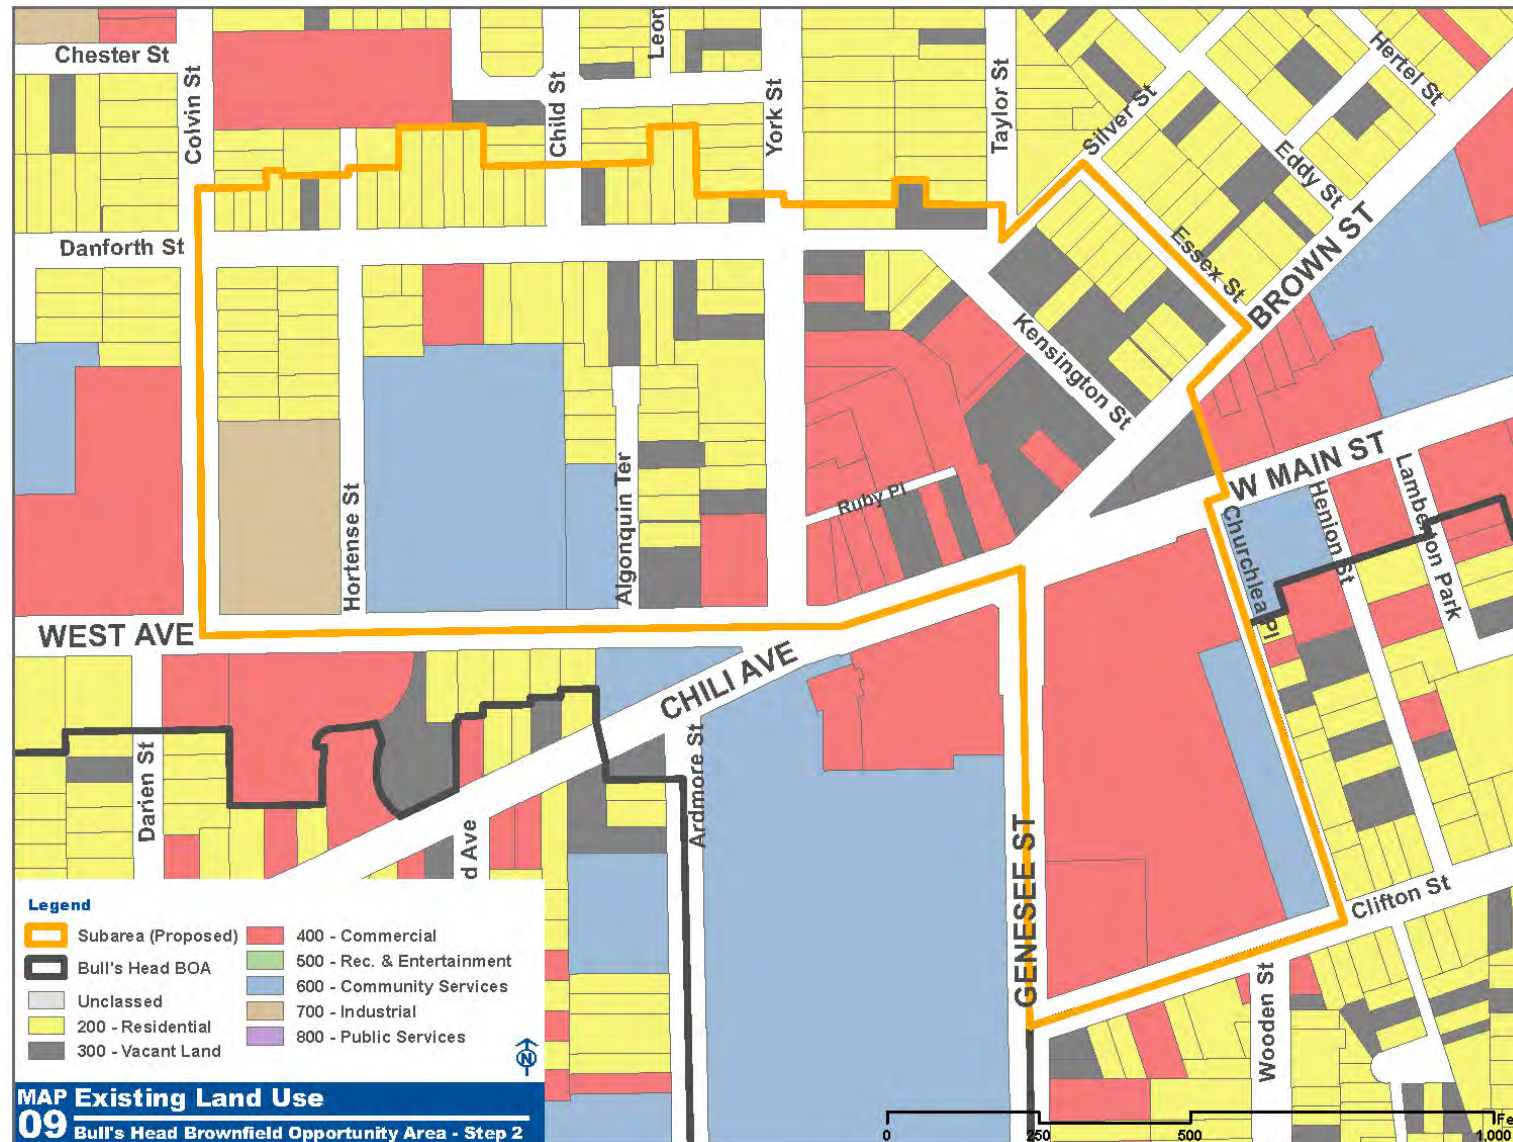 Chester St
Colvin St
Child St
Leon
York St
Taylor St
Silver St
Hertel St
Eddy St
Essex St
BROWN ST
Danforth St
Kensington St
Hortense St
Algonquin Ter
Ruby Pl
W MAIN ST
Churchlea Pl
Henion St
Lamberton Park
WEST AVE
CHILI AVE
Darien St
d Ave
Ardmore St
GENESEE ST
Clifton St
Wooden St
Legend
Subarea (Proposed)
Bull's Head BOA
Unclassed
200 - Residential
300 - Vacant Land
400 - Commercial
500 - Rec. & Entertainment
600 - Community Services
700 - Industrial
800 - Public Services
N
MAP 09
Existing Land Use
Bull's Head Brownfield Opportunity Area - Step 2
Fe
0 250 500 1,000